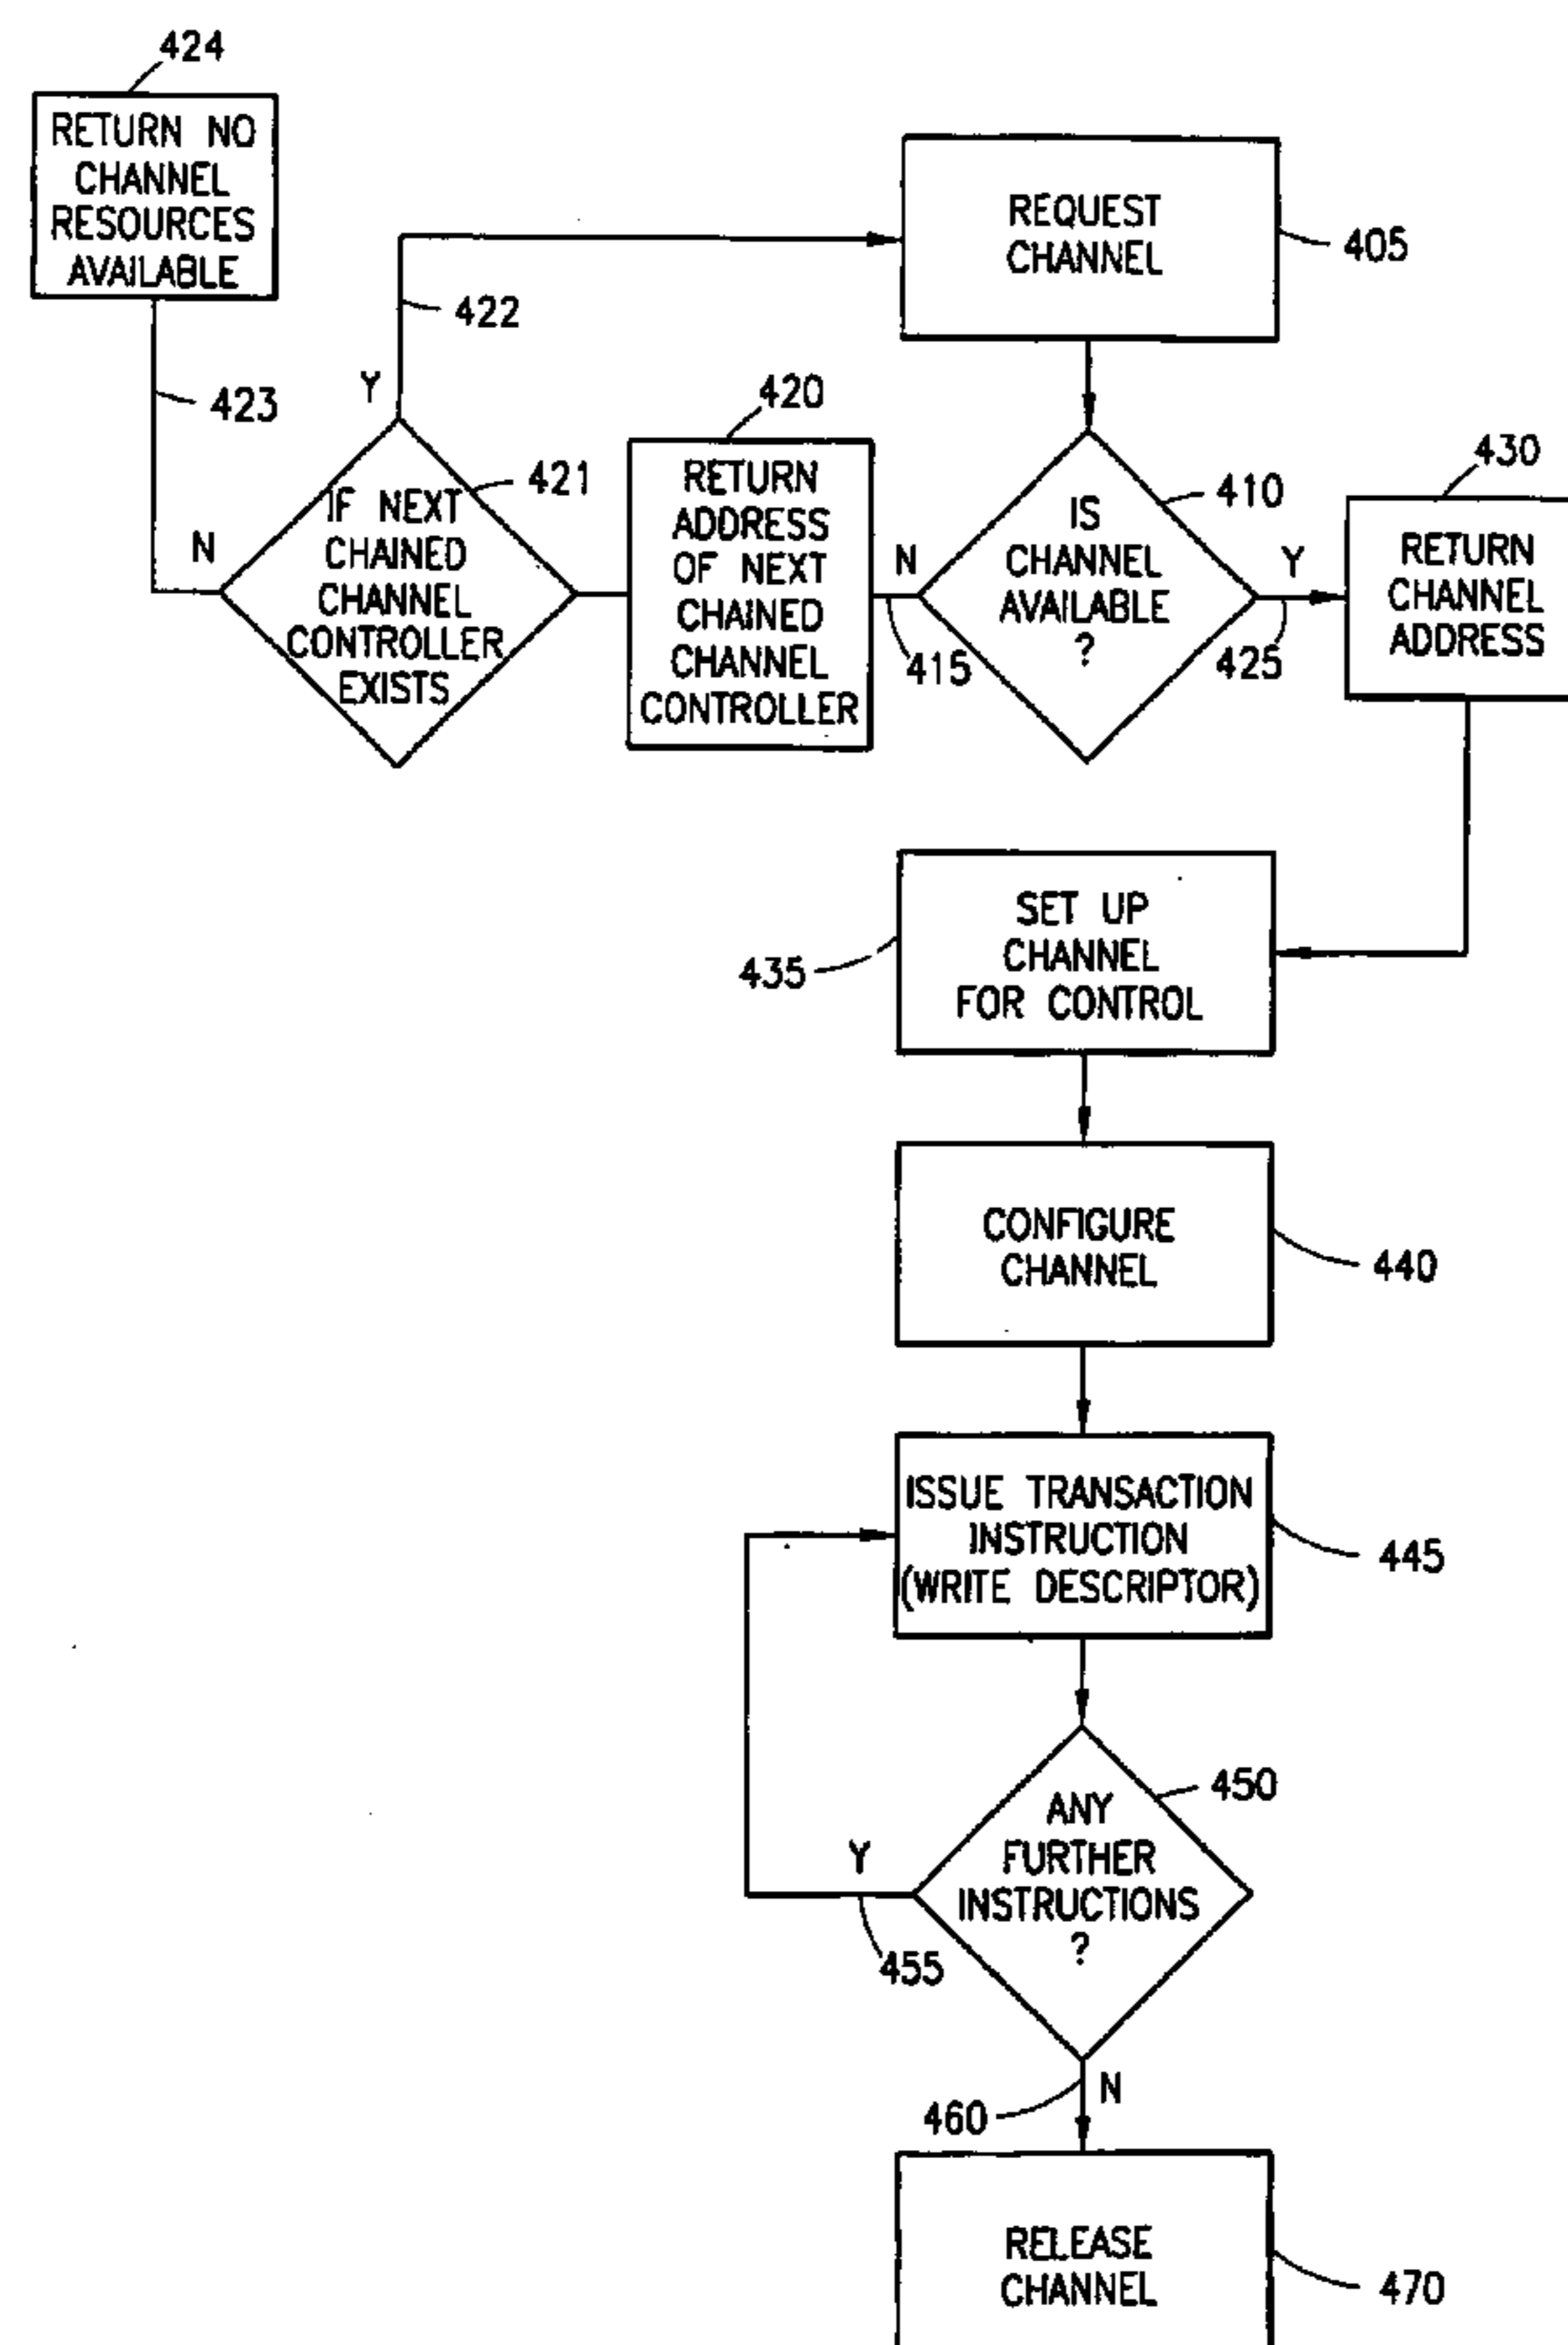 424
RETURN NO
CHANNEL
RESOURCES
AVAILABLE
REQUEST
CHANNEL
405
422
423
Y
420
N
IF NEXT
CHAINED
CHANNEL
CONTROLLER
EXISTS
421
RETURN
ADDRESS
OF NEXT
CHAINED
CHANNEL
CONTROLLER
N
415
IS
CHANNEL
AVAILABLE
?
410
Y
425
430
RETURN
CHANNEL
ADDRESS
SET UP
CHANNEL
FOR CONTROL
435
CONFIGURE
CHANNEL
440
ISSUE TRANSACTION
INSTRUCTION
(WRITE DESCRIPTOR)
445
ANY
FURTHER
INSTRUCTIONS
?
450
Y
455
460
N
RELEASE
CHANNEL
470